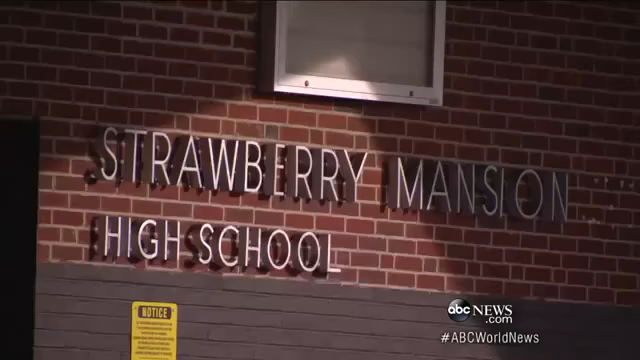 STRAWBERRY MANSION
HIGH SCHOOL
NOTICE
abc NEWS
.com
#ABCWorldNews